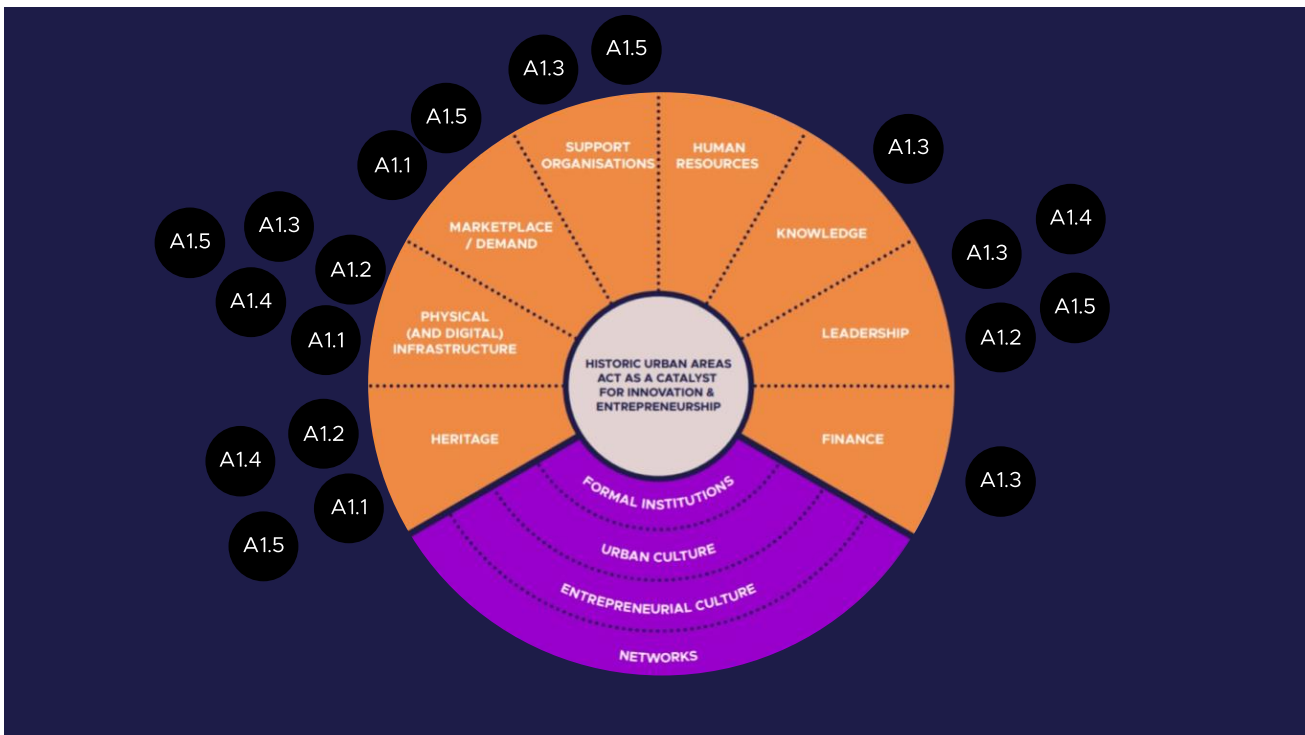 A1.5
A1.3
A1.5
A1.1
A1.3
A1.5
A1.2
A1.4
A1.1
A1.2
A1.4
A1.1
A1.5
A1.3
A1.4
A1.3
A1.5
A1.2
A1.3
SUPPORT
ORGANISATIONS
HUMAN
RESOURCES
MARKETPLACE
/ DEMAND
KNOWLEDGE
PHYSICAL
(AND DIGITAL)
INFRASTRUCTURE
LEADERSHIP
HERITAGE
FINANCE
HISTORIC URBAN AREAS
ACT AS A CATALYST
FOR INNOVATION &
ENTREPRENEURSHIP
FORMAL INSTITUTIONS
URBAN CULTURE
ENTREPRENEURIAL CULTURE
NETWORKS